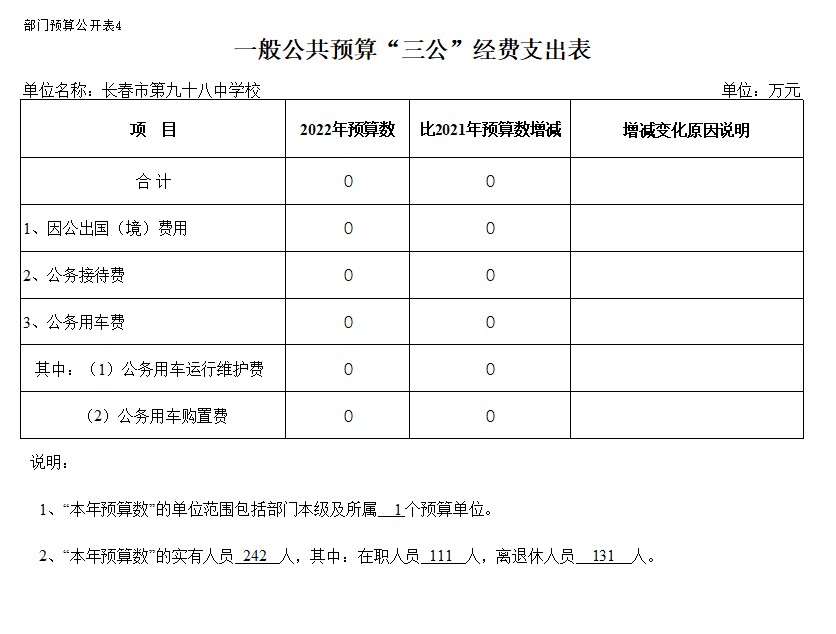 部门预算公开表4
一般公共预算“三公”经费支出表
单位名称：长春市第九十八中学校 单位：万元
项 目 2022年预算数 比2021年预算数增减 增减变化原因说明
合 计 0 0
1、因公出国（境）费用 0 0
2、公务接待费 0 0
3、公务用车费 0 0
其中：（1）公务用车运行维护费 0 0
（2）公务用车购置费 0 0
说明：
1、“本年预算数”的单位范围包括部门本级及所属 1 个预算单位。
2、“本年预算数”的实有人员 242 人，其中：在职人员 111 人，离退休人员 131 人。